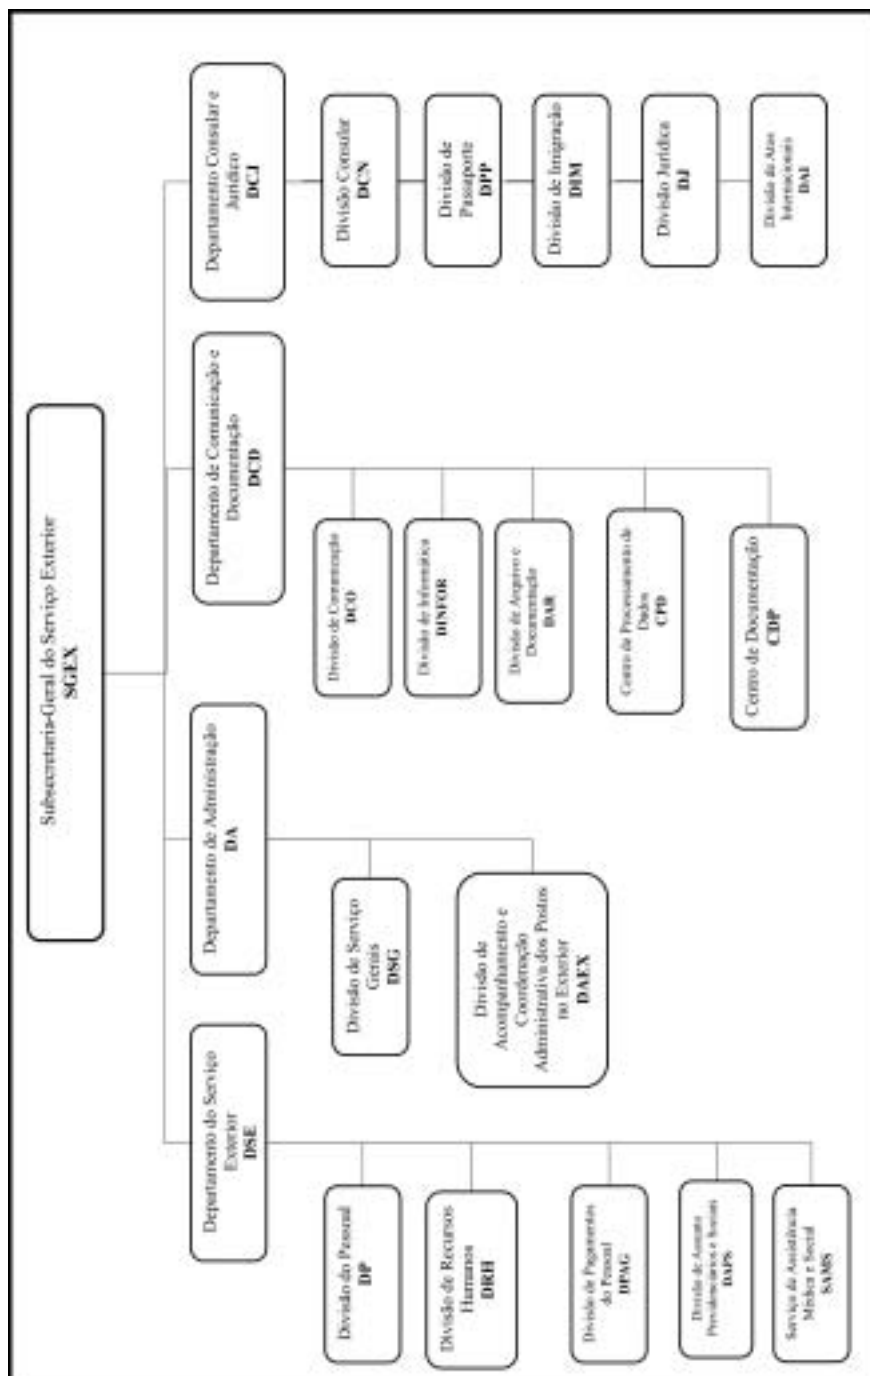 Subsecretaria-Geral do Serviço Exterior
SGEX
Departamento do Serviço
Exterior
DSE
Divisão do Pessoal
DP
Divisão de Recursos
Humanos
DRH
Divisão de Pagamentos
do Pessoal
DPAG
Divisão de Assunto
Previdenciários e Sociais
DAPS
Serviço de Assistência
Médica e Social
SAMS
Departamento de Administração
DA
Divisão de Serviço
Gerais
DSG
Divisão de
Acompanhamento e
Coordenação
Administrativa dos Postos
no Exterior
DAEX
Departamento de Comunicação e
Documentação
DCD
Divisão de Comunicação
DCO
Divisão de Informática
DINFOR
Divisão de Arquivo e
Documentação
DAR
Centro de Processamento de
Dados
CPD
Centro de Documentação
CDP
Departamento Consular e
Jurídico
DCJ
Divisão Consular
DCN
Divisão de
Passaporte
DPP
Divisão de Imigração
DIM
Divisão Jurídica
DJ
Divisão de Atos
Internacionais
DAI